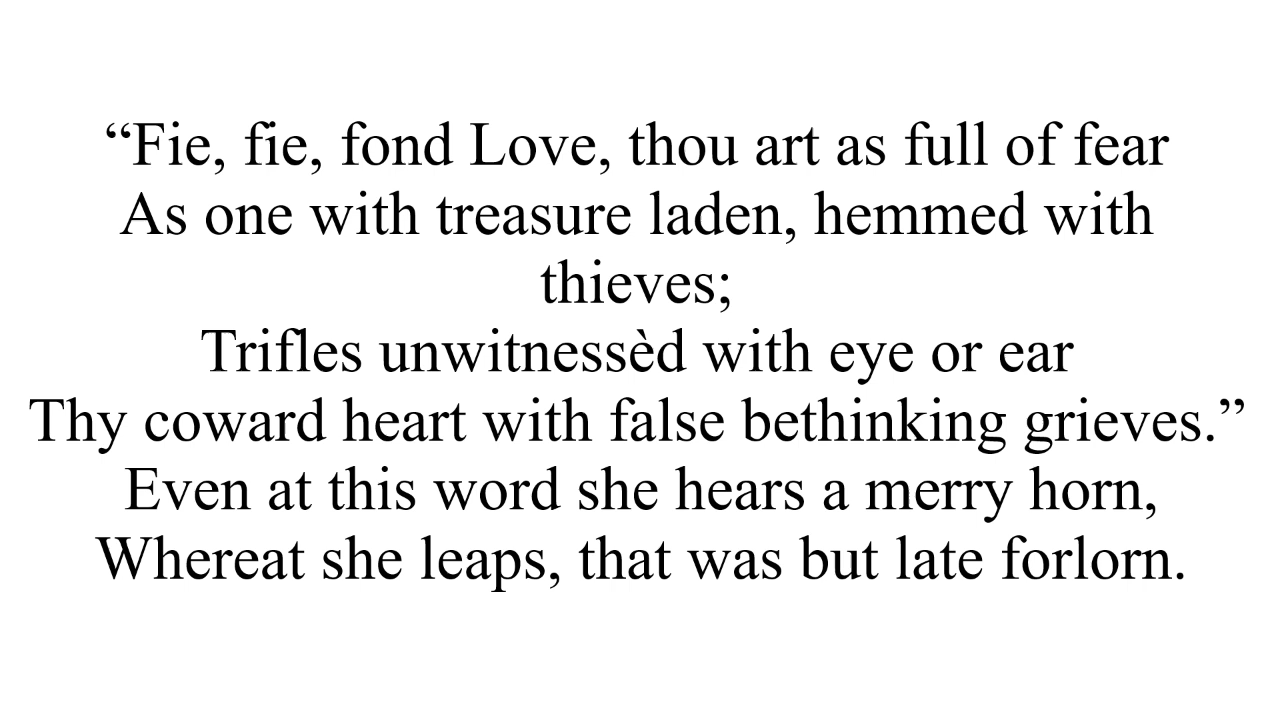 “Fie, fie, fond Love, thou art as full of fear
As one with treasure laden, hemmed with
thieves;
Trifles unwitnessèd with eye or ear
Thy coward heart with false bethinking grieves.”
Even at this word she hears a merry horn,
Whereat she leaps, that was but late forlorn.